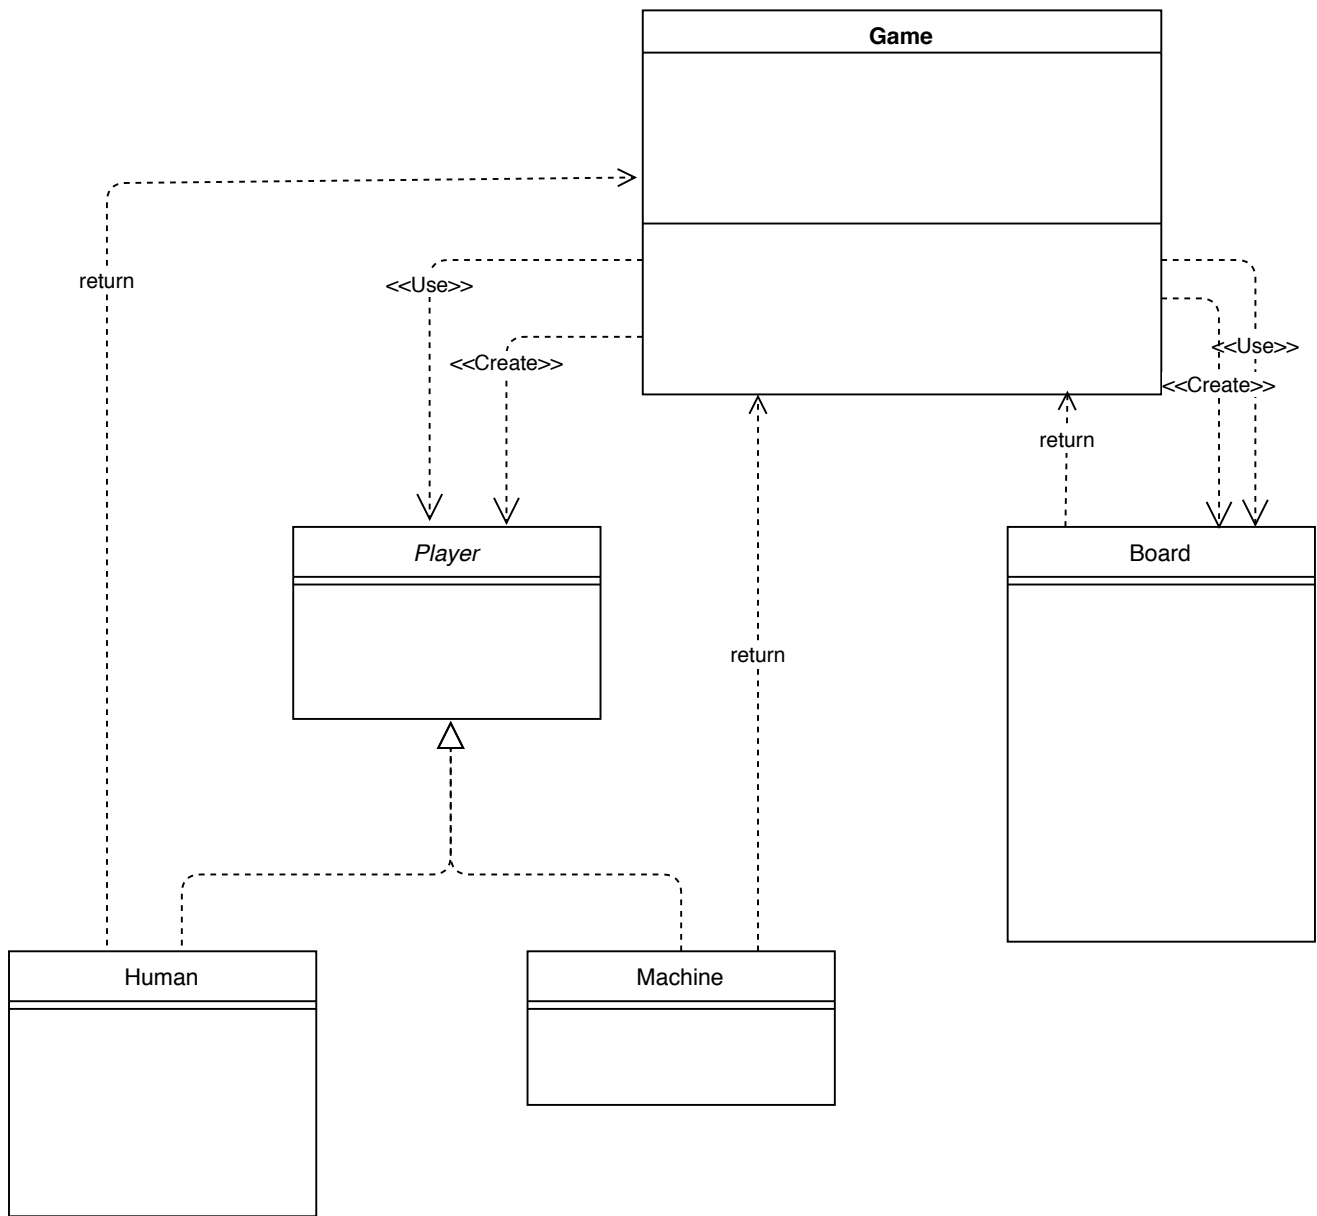 Game
return
<<Use>>
<<Create>>
<<Use>>
<<Create>>
return
Player
Board
return
Human
Machine